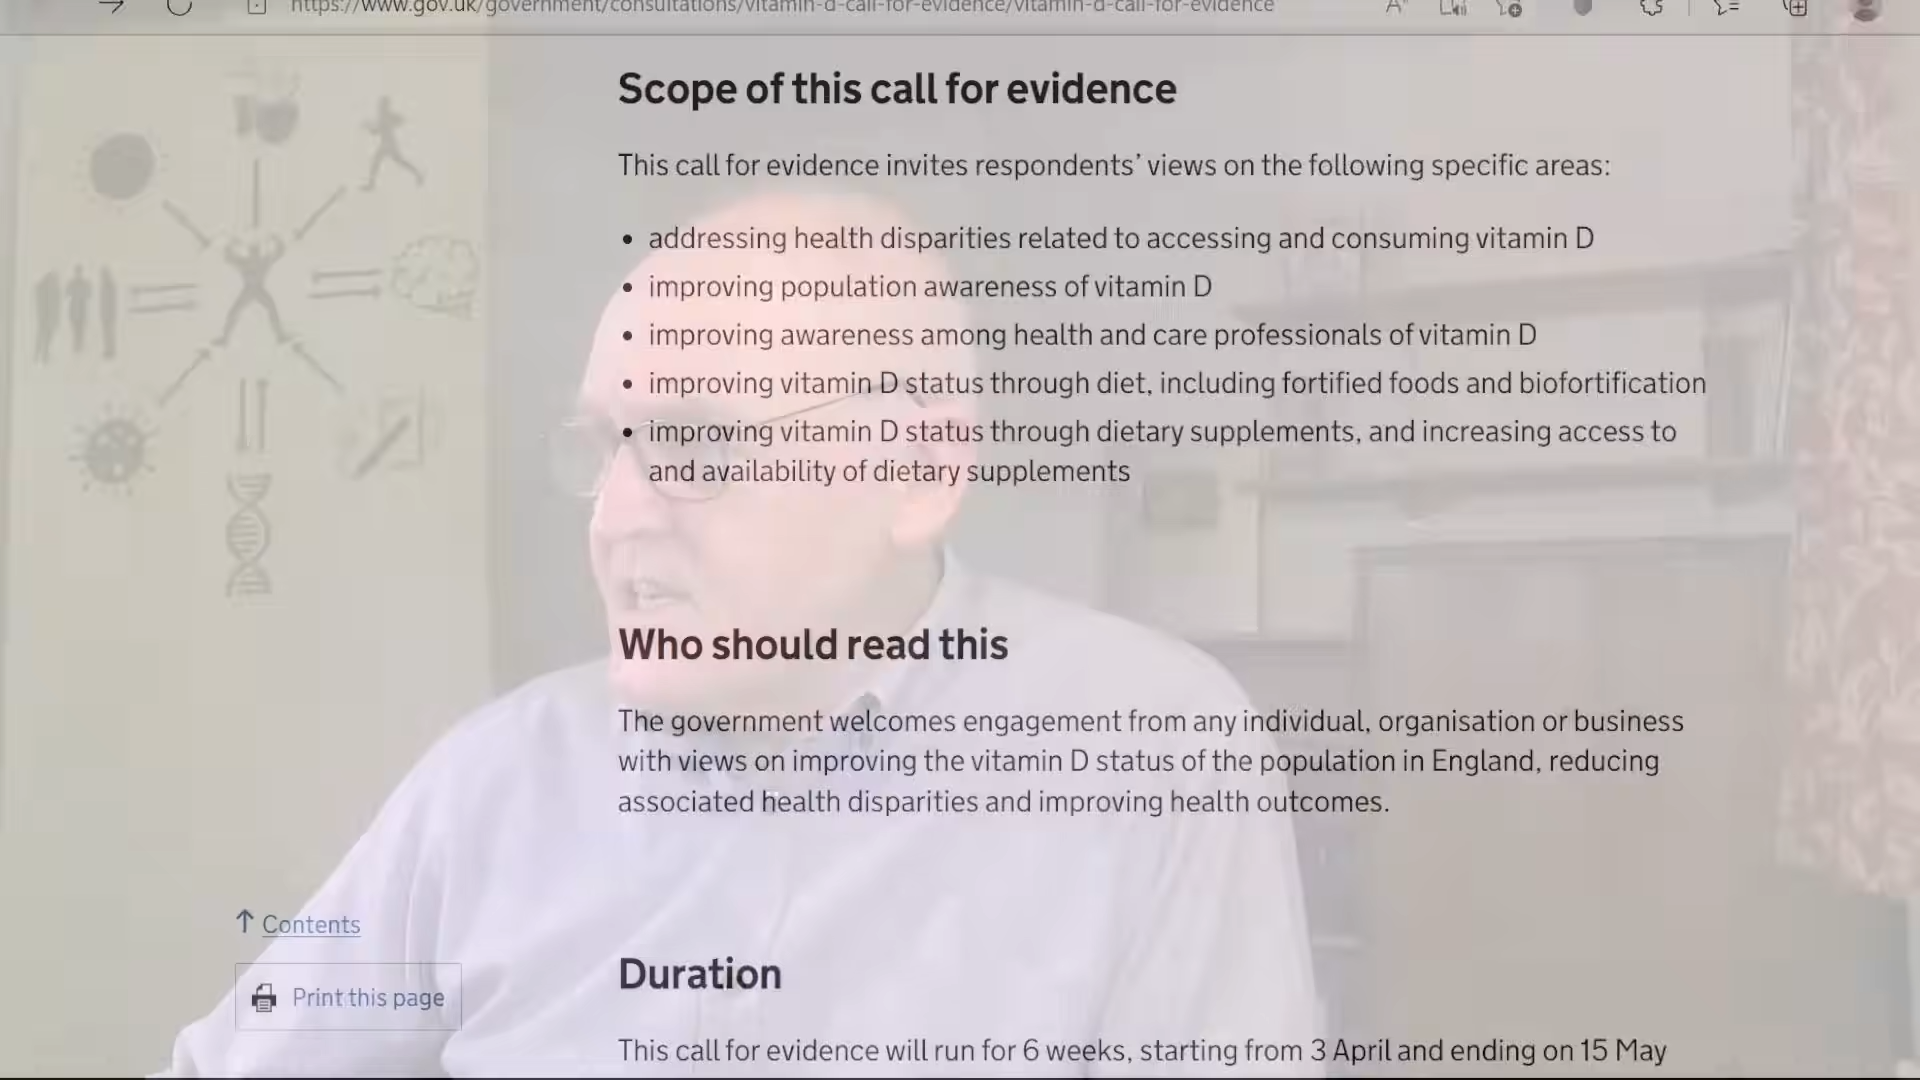 https://www.gov.uk/government/consultations/vitamin-d-call-for-evidence/vitamin-d-call-for-evidence
Scope of this call for evidence
This call for evidence invites respondents’ views on the following specific areas:
• addressing health disparities related to accessing and consuming vitamin D
• improving population awareness of vitamin D
• improving awareness among health and care professionals of vitamin D
• improving vitamin D status through diet, including fortified foods and biofortification
• improving vitamin D status through dietary supplements, and increasing access to
and availability of dietary supplements
Who should read this
The government welcomes engagement from any individual, organisation or business
with views on improving the vitamin D status of the population in England, reducing
associated health disparities and improving health outcomes.
↑ Contents
Print this page
Duration
This call for evidence will run for 6 weeks, starting from 3 April and ending on 15 May